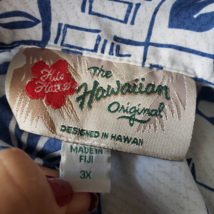 Hilo Hattie
The
Hawaiian
Original
DESIGNED IN HAWAII
MADE IN
FIJI
3X